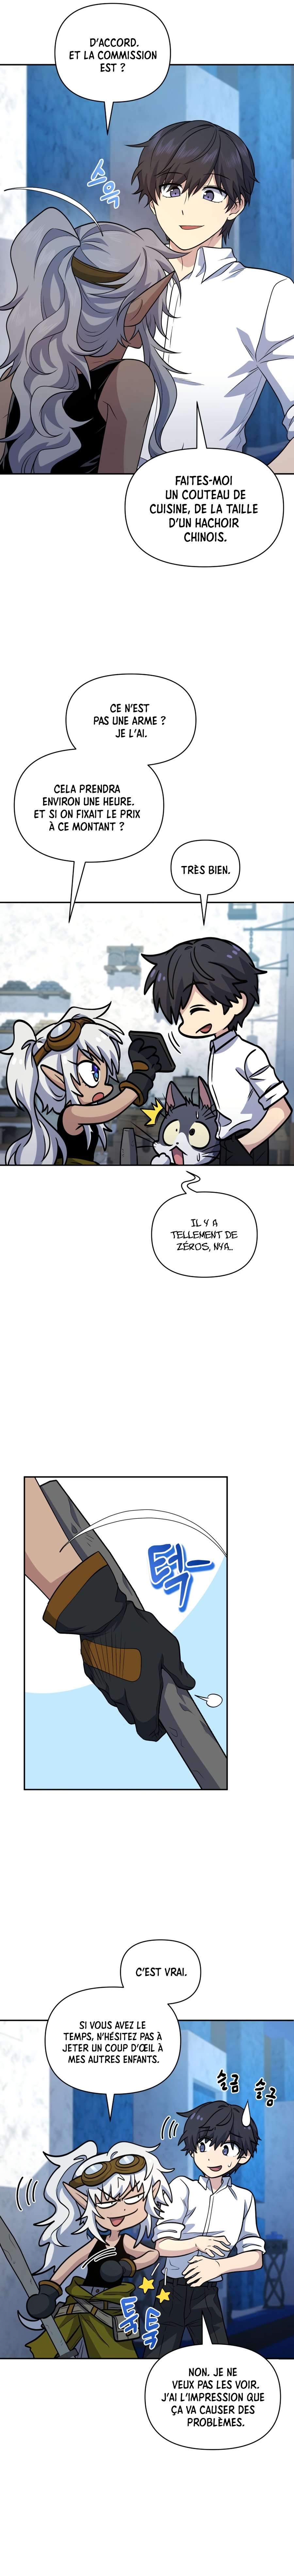 D'ACCORD.
ET LA COMMISSION
EST ?
스윽
FAITES-MOI
UN COUTEAU DE
CUISINE, DE LA TAILLE
D'UN HACHOIR
CHINOIS.
CE N'EST
PAS UNE ARME ?
JE L'AI.
CELA PRENDRA
ENVIRON UNE HEURE.
ET SI ON FIXAIT LE PRIX
À CE MONTANT ?
TRÈS BIEN.
IL Y A
TELLEMENT DE
ZÉROS, NYA..
턱-
C'EST VRAI.
SI VOUS AVEZ LE
TEMPS, N'HÉSITEZ PAS À
JETER UN COUP D'ŒIL À
MES AUTRES ENFANTS.
슬금
슬금
툭
툭
NON. JE NE
VEUX PAS LES VOIR.
J'AI L'IMPRESSION QUE
ÇA VA CAUSER DES
PROBLÈMES.